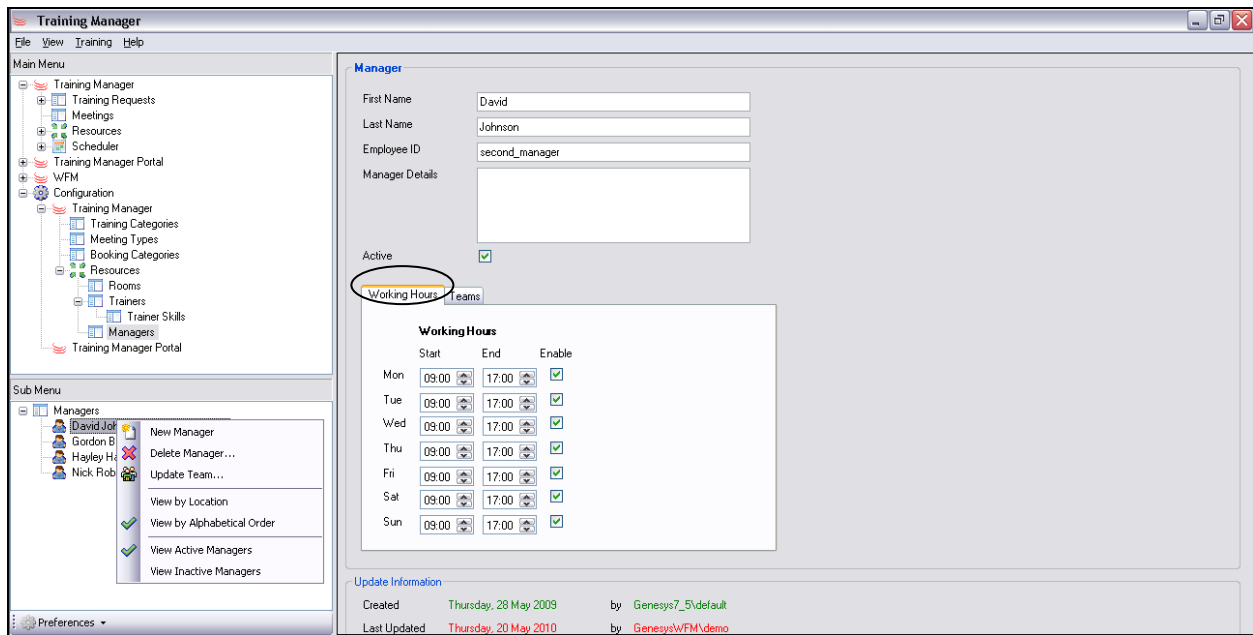 Training Manager
File View Training Help
Main Menu
Training Manager
Training Requests
Meetings
Resources
Scheduler
Training Manager Portal
WFM
Configuration
Training Manager
Training Categories
Meeting Types
Booking Categories
Resources
Rooms
Trainers
Trainer Skills
Managers
Training Manager Portal
Sub Menu
Managers
David Joh
Gordon B
Hayley Ha
Nick Rob
New Manager
Delete Manager...
Update Team...
View by Location
View by Alphabetical Order
View Active Managers
View Inactive Managers
Preferences
Manager
First Name David
Last Name Johnson
Employee ID second_manager
Manager Details
Active
Working Hours Teams
Working Hours
Start End Enable
Mon 09:00 17:00
Tue 09:00 17:00
Wed 09:00 17:00
Thu 09:00 17:00
Fri 09:00 17:00
Sat 09:00 17:00
Sun 09:00 17:00
Update Information
Created Thursday, 28 May 2009 by Genesys7_5\default
Last Updated Thursday, 20 May 2010 by GenesysWFM\demo